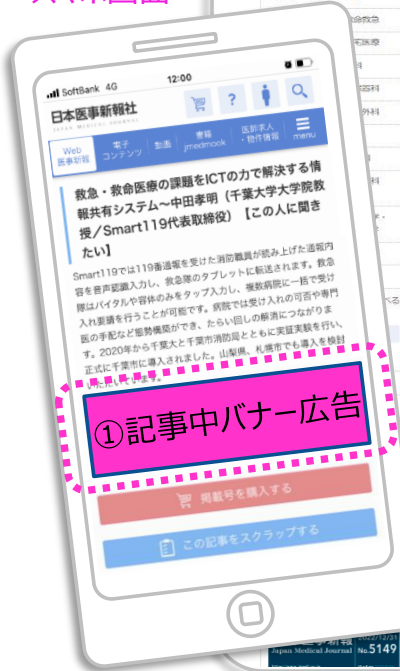 SoftBank 4G
12:00
日本医事新報社
JAPAN MEDICAL JOURNAL
Web
医事新報
電子
コンテンツ
動画
書籍
jmedmook
医師求人
・物件情報
menu
救急・救命医療の課題をICTの力で解決する情
報共有システム～中田孝明（千葉大学大学院教
授／Smart119代表取締役）【この人に聞き
たい】
Smart119では119番通報を受けた消防職員が読み上げた通報内
容を音声認識入力し、救急隊のタブレットに転送されます。救急
隊はバイタルや容体のみをタップ入力し、複数病院に一括で受け
入れ要請を行うことが可能です。病院では受け入れの可否や専門
医の手配など態勢構築ができ、たらい回しの解消につながりま
す。2020年から千葉大と千葉市消防局とともに実証実験を行い、
正式に千葉市に導入されました。山梨県、札幌市でも導入を検討
いただいています。
①記事中バナー広告
掲載号を購入する
この記事をスクラップする
2022/12/31
Japan Medical Journal No.5149